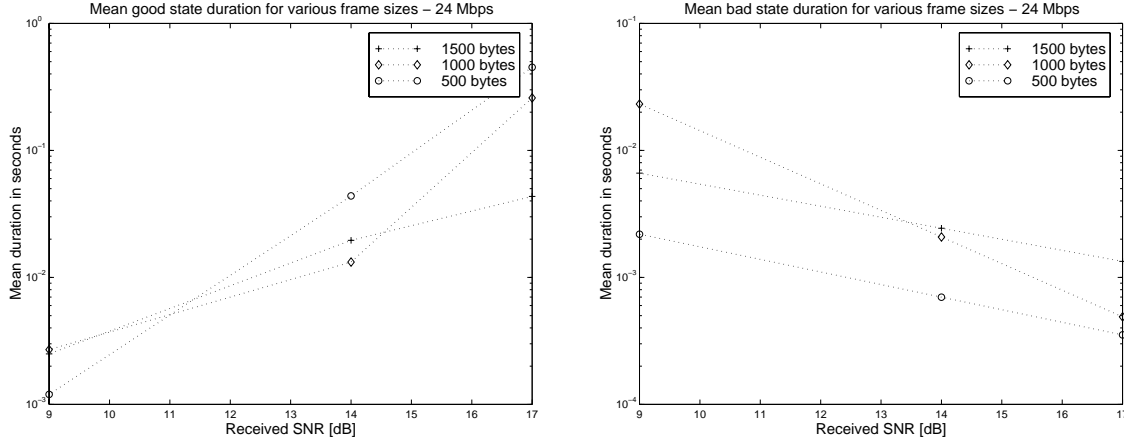 Mean good state duration for various frame sizes − 24 Mbps
10^0
10^−1
10^−2
10^−3
Mean duration in seconds
1500 bytes
1000 bytes
500 bytes
9 10 11 12 13 14 15 16 17
Received SNR [dB]
Mean bad state duration for various frame sizes − 24 Mbps
10^−1
10^−2
10^−3
10^−4
Mean duration in seconds
1500 bytes
1000 bytes
500 bytes
9 10 11 12 13 14 15 16 17
Received SNR [dB]